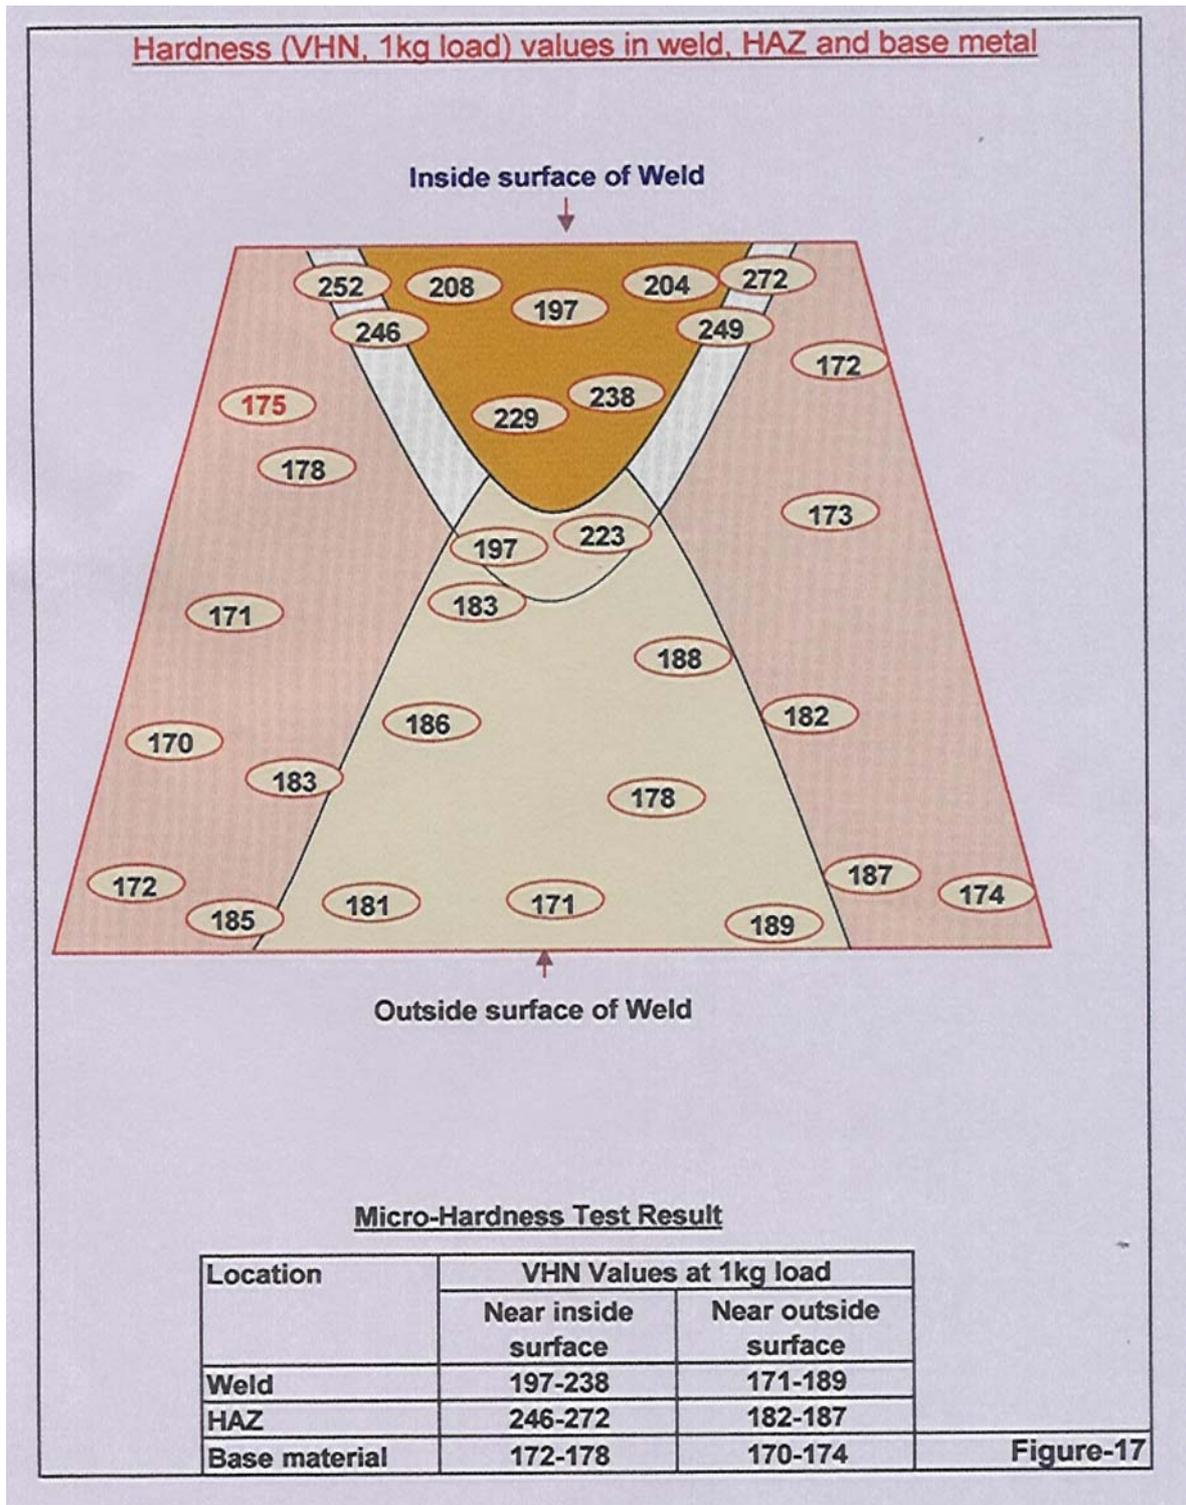 Hardness (VHN, 1kg load) values in weld, HAZ and base metal
Inside surface of Weld
252 208 197 204 272
246 249
172
175 229 238
178
173
197 223
183
171
188
186 182
170
183 178
172 187 174
185 181 171 189
Outside surface of Weld
Micro-Hardness Test Result
Location VHN Values at 1kg load
Near inside surface Near outside surface
Weld 197-238 171-189
HAZ 246-272 182-187
Base material 172-178 170-174
Figure-17